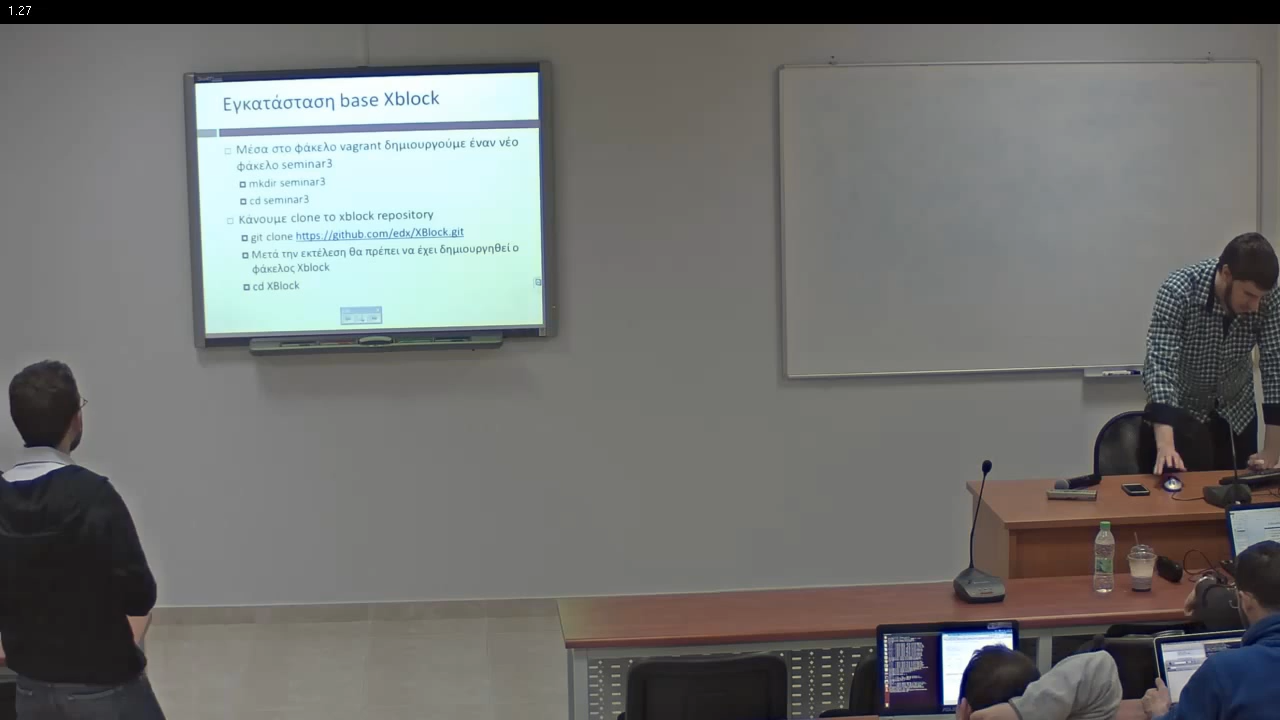 1.27
Εγκατάσταση base Xblock
Μέσα στο φάκελο vagrant δημιουργούμε έναν νέο
φάκελο seminar3
mkdir seminar3
cd seminar3
Κάνουμε clone το xblock repository
git clone https://github.com/edx/XBlock.git
Μετά την εκτέλεση θα πρέπει να έχει δημιουργηθεί ο
φάκελος Xblock
cd XBlock